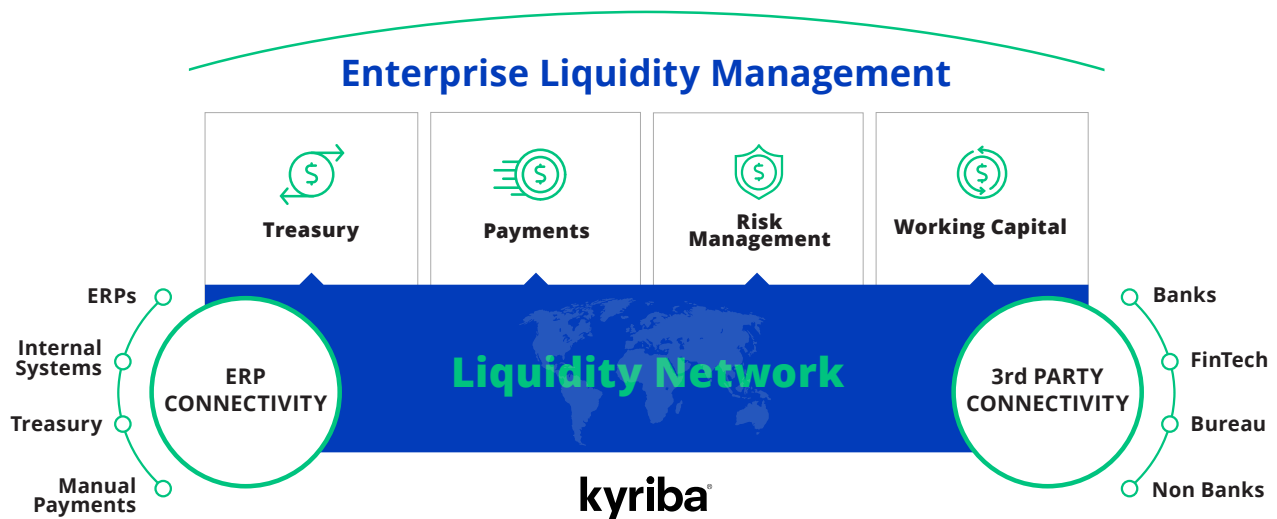 Enterprise Liquidity Management
Treasury
Payments
Risk
Management
Working Capital
ERPs
Internal
Systems
Treasury
Manual
Payments
ERP
CONNECTIVITY
Liquidity Network
3rd PARTY
CONNECTIVITY
Banks
FinTech
Bureau
Non Banks
kyriba